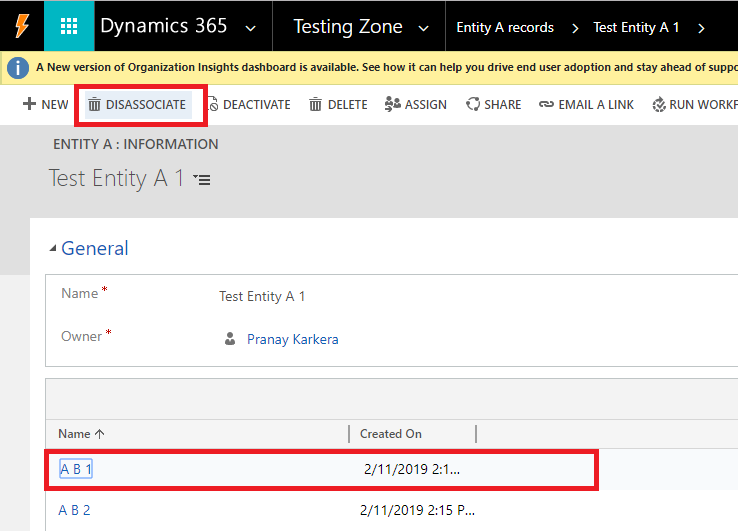 Dynamics 365 Testing Zone Entity A records Test Entity A 1
A New version of Organization Insights dashboard is available. See how it can help you drive end user adoption and stay ahead of
NEW DISASSOCIATE DEACTIVATE DELETE ASSIGN SHARE EMAIL A LINK RUN
ENTITY A : INFORMATION
Test Entity A 1
General
Name * Test Entity A 1
Owner * Pranay Karkera
Name Created On
A B 1 2/11/2019 2:1...
A B 2 2/11/2019 2:15 P...